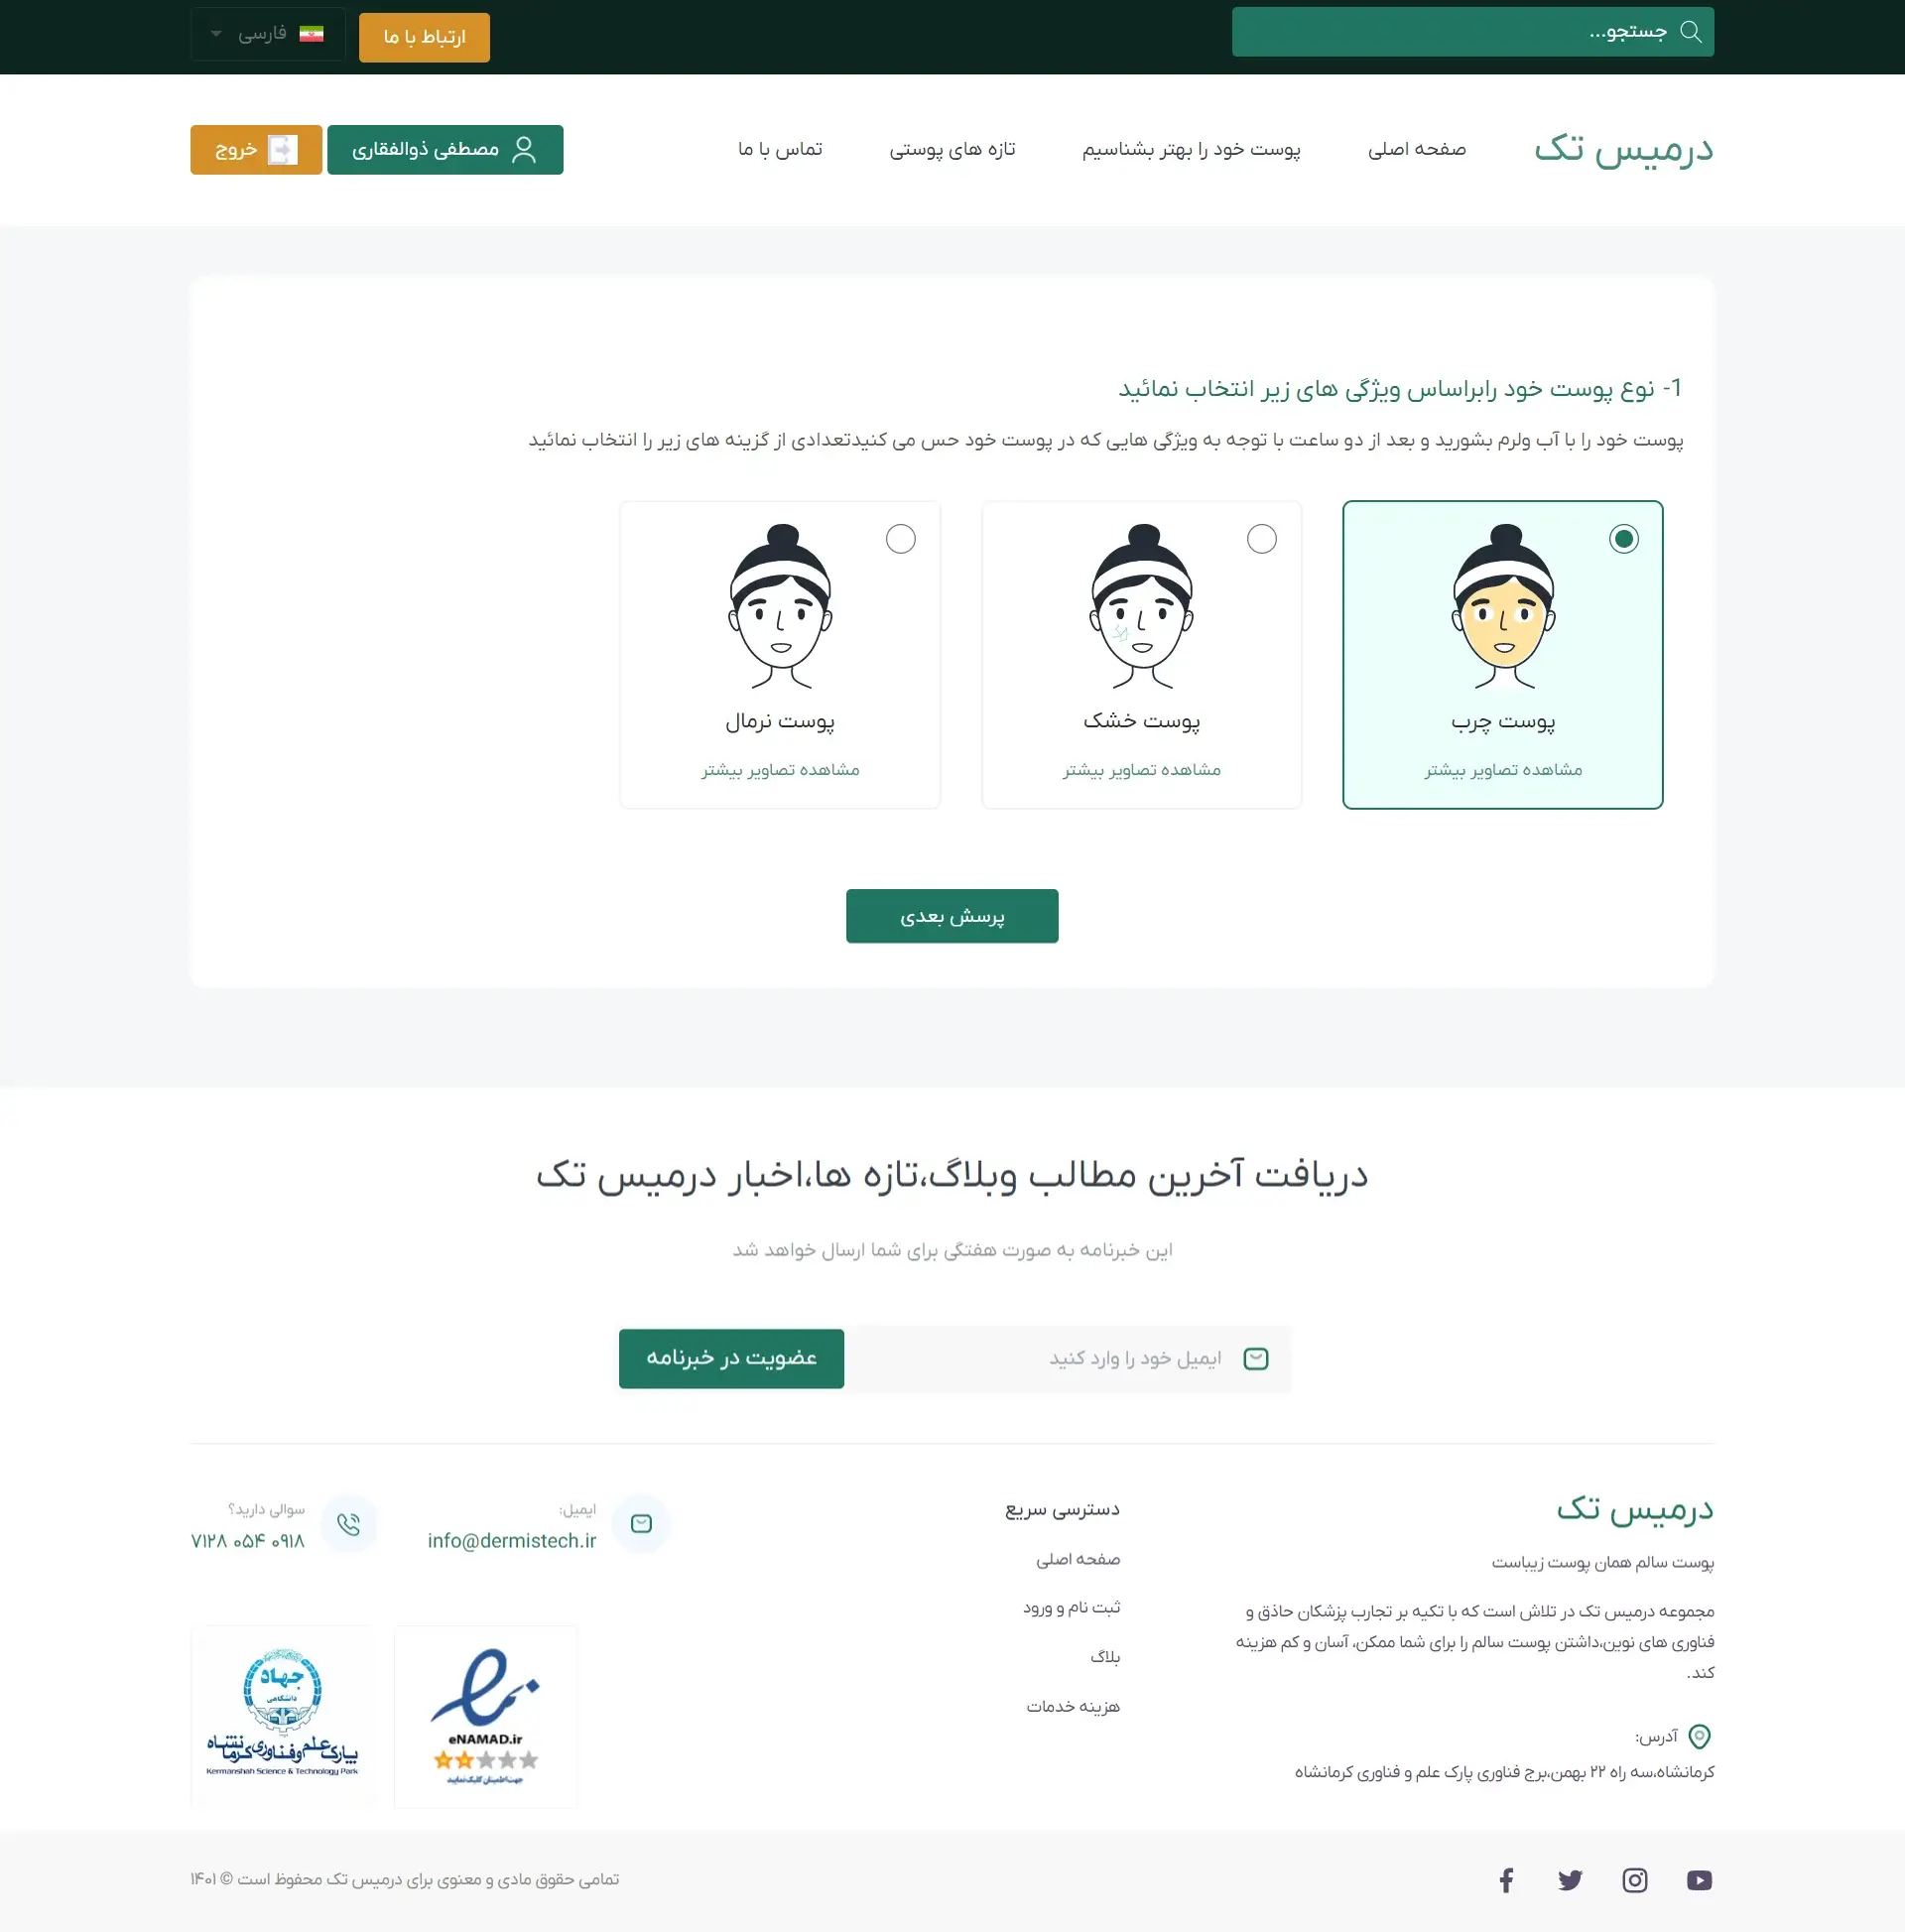 جستجو...
ارتباط با ما
فارسی
درمیس تک
صفحه اصلی
پوست خود را بهتر بشناسیم
تازه های پوستی
تماس با ما
مصطفی ذوالفقاری
خروج
1- نوع پوست خود رابراساس ویژگی های زیر انتخاب نمائید
پوست خود را با آب ولرم بشورید و بعد از دو ساعت با توجه به ویژگی هایی که در پوست خود حس می کنیدتعدادی از گزینه های زیر را انتخاب نمائید
پوست چرب
مشاهده تصاویر بیشتر
پوست خشک
مشاهده تصاویر بیشتر
پوست نرمال
مشاهده تصاویر بیشتر
پرسش بعدی
دریافت آخرین مطالب وبلاگ،تازه ها،اخبار درمیس تک
این خبرنامه به صورت هفتگی برای شما ارسال خواهد شد
ایمیل خود را وارد کنید
عضویت در خبرنامه
درمیس تک
پوست سالم همان پوست زیباست
مجموعه درمیس تک در تلاش است که با تکیه بر تجارب پزشکان حاذق و
فناوری های نوین،داشتن پوست سالم را برای شما ممکن، آسان و کم هزینه
کند.
آدرس:
کرمانشاه،سه راه ۲۲ بهمن،برج فناوری پارک علم و فناوری کرمانشاه
دسترسی سریع
صفحه اصلی
ثبت نام و ورود
بلاگ
هزینه خدمات
ایمیل:
info@dermistech.ir
سوالی دارید؟
۰۹۱۸ ۰۵۴ ۷۱۲۸
eNAMAD.ir
جهت اطمینان کلیک نمایید
جهاد
دانشگاهی
پارک علم و فناوری کرمانشاه
Kermanshah Science & Technology Park
تمامی حقوق مادی و معنوی برای درمیس تک محفوظ است © ۱۴۰۱